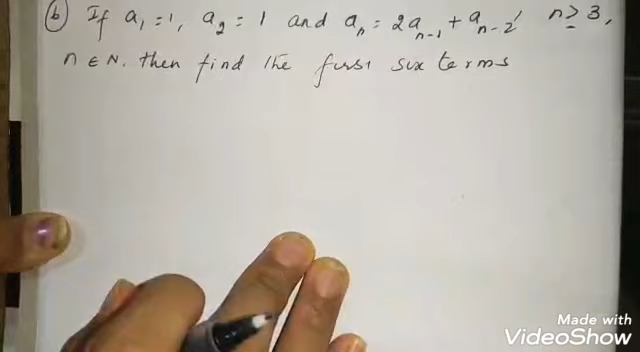 (b) If a₁ = 1, a₂ = 1 and aₙ = 2aₙ₋₁ + aₙ₋₂, n ≥ 3,
n ∈ N. then find the first six terms
Made with
VideoShow